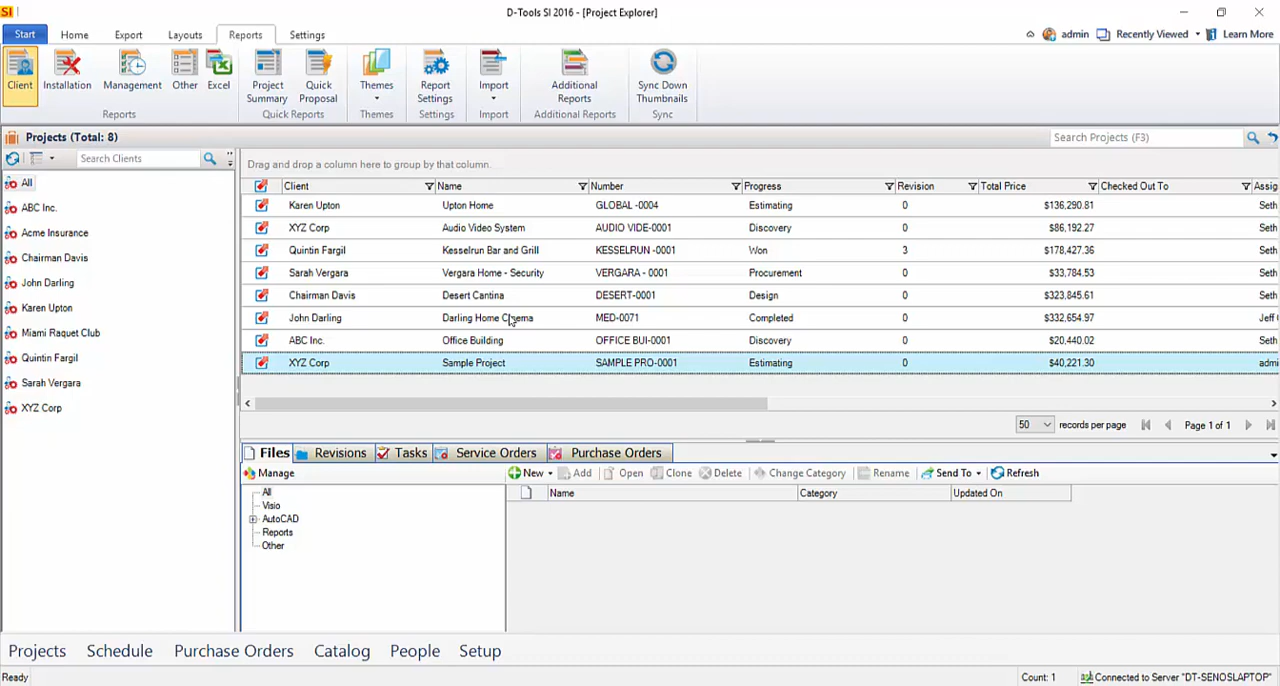 SI
D-Tools SI 2016 - [Project Explorer]
Start Home Export Layouts Reports Settings
admin Recently Viewed Learn More
Client Installation Management Other Excel Project Summary Quick Proposal Themes Report Settings Import Additional Reports Sync Down Thumbnails
Reports Quick Reports Themes Settings Import Additional Reports Sync
Projects (Total: 8) Search Projects (F3)
Search Clients
All
ABC Inc.
Acme Insurance
Chairman Davis
John Darling
Karen Upton
Miami Raquet Club
Quintin Fargil
Sarah Vergara
XYZ Corp
Drag and drop a column here to group by that column.
Client Name Number Progress Revision Total Price Checked Out To Assig
Karen Upton Upton Home GLOBAL -0004 Estimating 0 $136,290.81 Seth
XYZ Corp Audio Video System AUDIO VIDE-0001 Discovery 0 $86,192.27 Seth
Quintin Fargil Kesselrun Bar and Grill KESSELRUN -0001 Won 3 $178,427.36 Seth
Sarah Vergara Vergara Home - Security VERGARA - 0001 Procurement 0 $33,784.53 Seth
Chairman Davis Desert Cantina DESERT-0001 Design 0 $323,845.61 Seth
John Darling Darling Home Cinema MED-0071 Completed 0 $332,654.97 Jeff
ABC Inc. Office Building OFFICE BUI-0001 Discovery 0 $20,440.02 Seth
XYZ Corp Sample Project SAMPLE PRO-0001 Estimating 0 $40,221.30 admi
50 records per page Page 1 of 1
Files Revisions Tasks Service Orders Purchase Orders
Manage New Add Open Clone Delete Change Category Rename Send To Refresh
All
Visio
AutoCAD
Reports
Other
Name Category Updated On
Projects Schedule Purchase Orders Catalog People Setup
Ready Count: 1 Connected to Server "DT-SENOSLAPTOP"